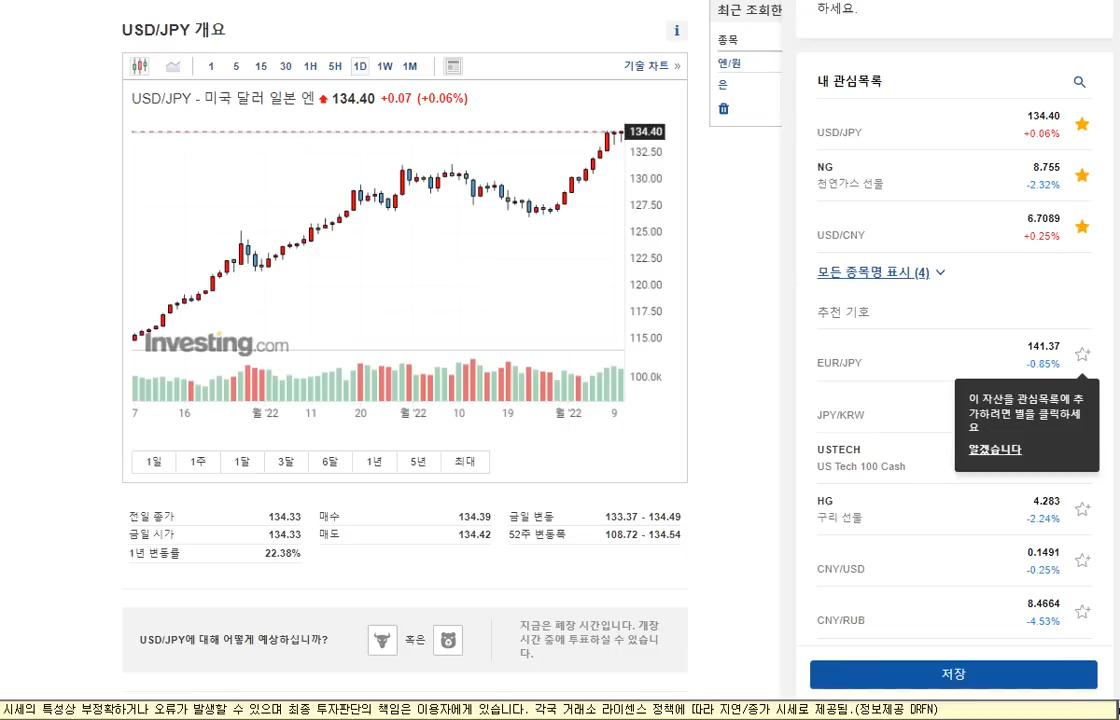 USD/JPY 개요
i
1 5 15 30 1H 5H 1D 1W 1M
기술 차트 »
USD/JPY - 미국 달러 일본 엔 134.40 +0.07 (+0.06%)
134.40
132.50
130.00
127.50
125.00
122.50
120.00
117.50
115.00
100.0k
Investing.com
7 16 월 '22 11 20 월 '22 10 19 월 '22 9
1일 1주 1달 3달 6달 1년 5년 최대
전일 종가 134.33 매수 134.39 금일 변동 133.37 - 134.49
금일 시가 134.33 매도 134.42 52주 변동폭 108.72 - 134.54
1년 변동률 22.38%
USD/JPY에 대해 어떻게 예상하십니까?
혹은
지금은 폐장 시간입니다. 개장
시간 중에 투표하실 수 있습니
다.
최근 조회한
종목
엔/원
은
하세요.
내 관심목록
134.40
USD/JPY +0.06%
NG 8.755
천연가스 선물 -2.32%
6.7089
USD/CNY +0.25%
모든 종목명 표시 (4)
추천 기호
141.37
EUR/JPY -0.85%
이 자산을 관심목록에 추
가하려면 별을 클릭하세
요
알겠습니다
JPY/KRW
USTECH
US Tech 100 Cash
HG 4.283
구리 선물 -2.24%
0.1491
CNY/USD -0.25%
8.4664
CNY/RUB -4.53%
저장
시세의 특성상 부정확하거나 오류가 발생할 수 있으며 최종 투자판단의 책임은 이용자에게 있습니다. 각국 거래소 라이센스 정책에 따라 지연/종가 시세로 제공됨.(정보제공 DRFN)